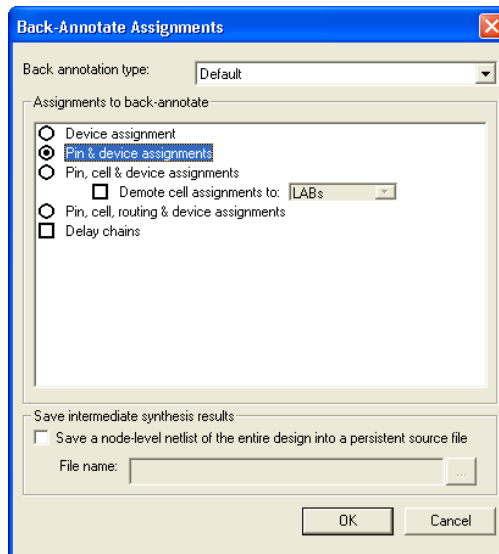 Back-Annotate Assignments
Back annotation type: Default
Assignments to back-annotate
Device assignment
Pin & device assignments
Pin, cell & device assignments
Demote cell assignments to: LABs
Pin, cell, routing & device assignments
Delay chains
Save intermediate synthesis results
Save a node-level netlist of the entire design into a persistent source file
File name: ...
OK Cancel